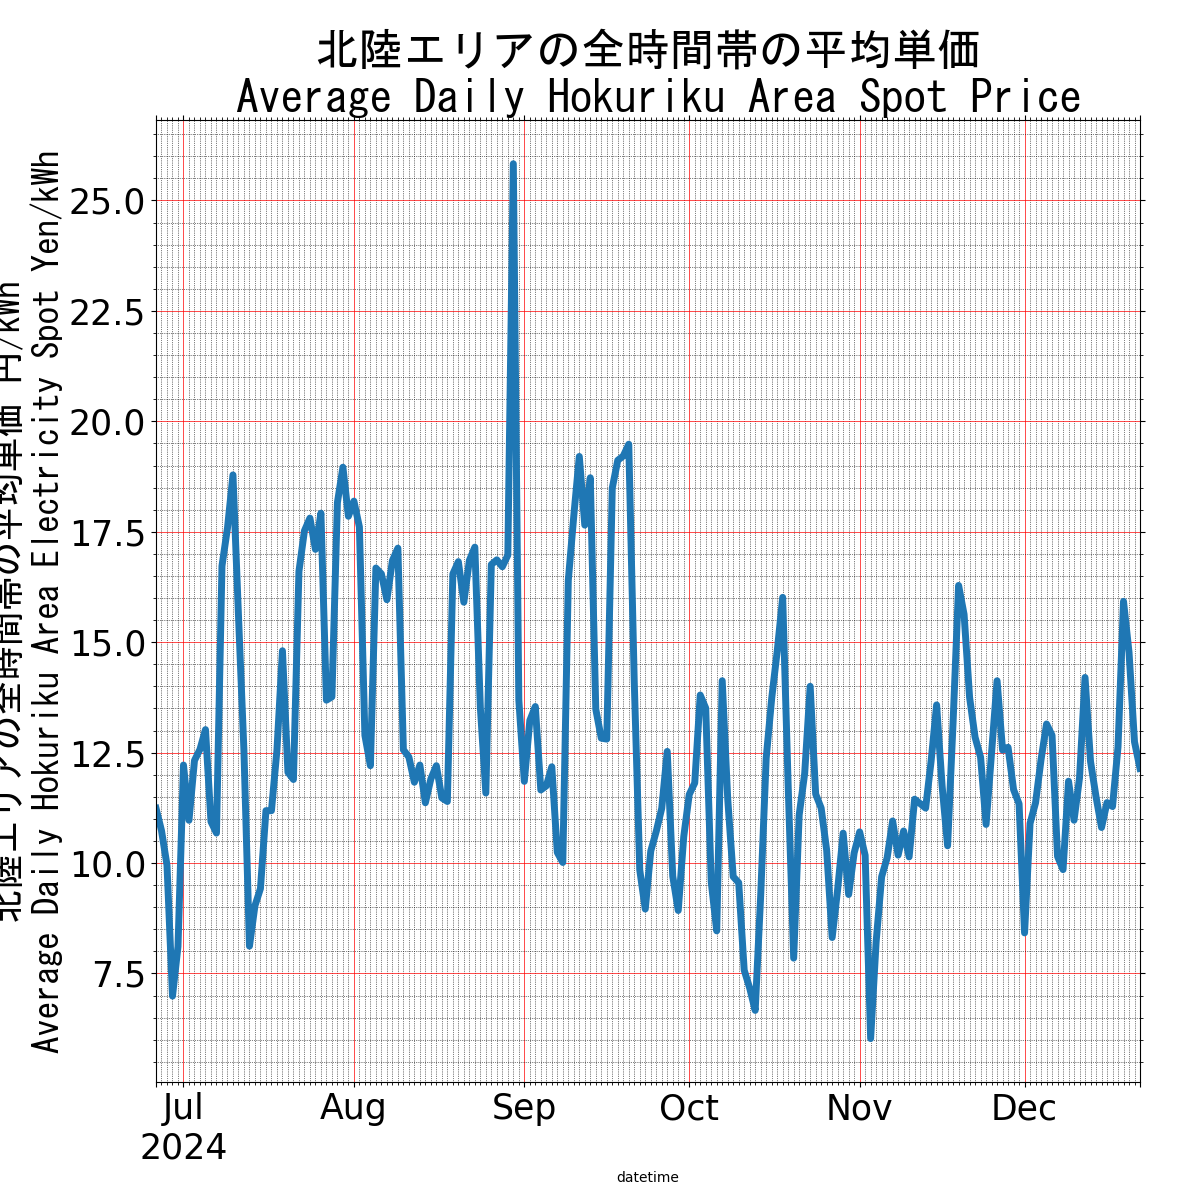 北陸エリアの全時間帯の平均単価
Average Daily Hokuriku Area Spot Price
北陸エリアの全時間帯の平均単価 円/kWh
Average Daily Hokuriku Area Electricity Spot Yen/kWh
25.0
22.5
20.0
17.5
15.0
12.5
10.0
7.5
Jul Aug Sep Oct Nov Dec
2024
datetime